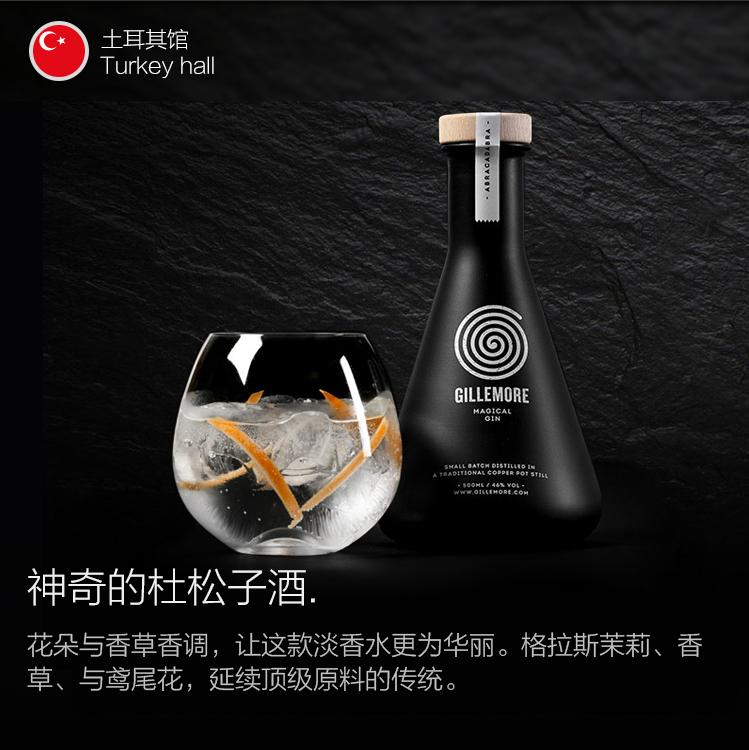 土耳其馆
Turkey hall
ABRACADABRA
GILLEMORE
MAGICAL
GIN
SMALL BATCH DISTILLED IN
A TRADITIONAL COPPER POT STILL
• 500ML / 46% VOL •
WWW.GILLEMORE.COM
神奇的杜松子酒.
花朵与香草香调，让这款淡香水更为华丽。格拉斯茉莉、香
草、与鸢尾花，延续顶级原料的传统。